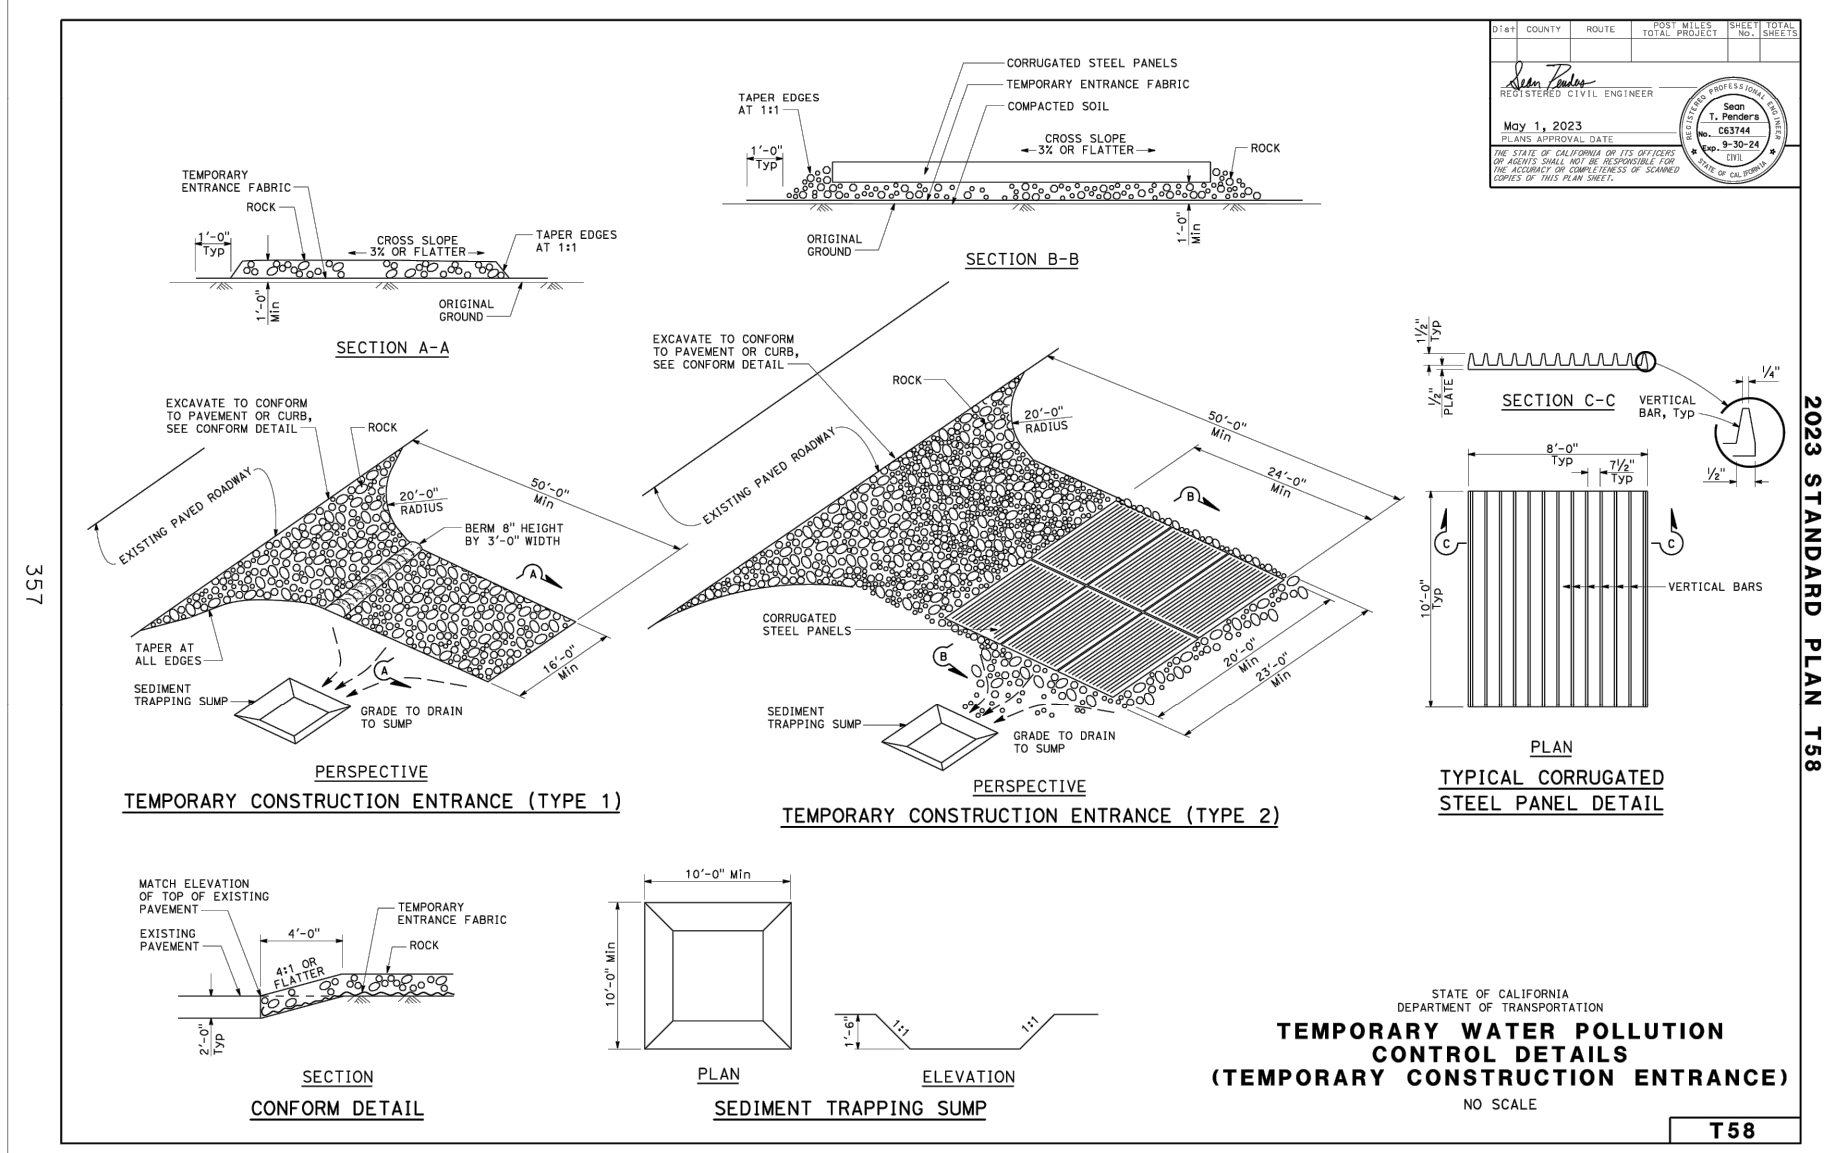 Dist COUNTY ROUTE POST MILES TOTAL PROJECT SHEET No. TOTAL SHEETS
Sean Penders
REGISTERED CIVIL ENGINEER
May 1, 2023
PLANS APPROVAL DATE
THE STATE OF CALIFORNIA OR ITS OFFICERS
OR AGENTS SHALL NOT BE RESPONSIBLE FOR
THE ACCURACY OR COMPLETENESS OF SCANNED
COPIES OF THIS PLAN SHEET.
REGISTERED PROFESSIONAL ENGINEER
Sean
T. Penders
No. C63744
Exp. 9-30-24
CIVIL
STATE OF CALIFORNIA
TEMPORARY
ENTRANCE FABRIC
ROCK
1'-0"
Typ
CROSS SLOPE
3% OR FLATTER
TAPER EDGES
AT 1:1
1'-0"
Min
ORIGINAL
GROUND
SECTION A-A
CORRUGATED STEEL PANELS
TEMPORARY ENTRANCE FABRIC
COMPACTED SOIL
TAPER EDGES
AT 1:1
1'-0"
Typ
CROSS SLOPE
3% OR FLATTER
ROCK
ORIGINAL
GROUND
1'-0"
Min
SECTION B-B
EXCAVATE TO CONFORM
TO PAVEMENT OR CURB,
SEE CONFORM DETAIL
ROCK
EXISTING PAVED ROADWAY
20'-0"
RADIUS
50'-0"
Min
BERM 8" HEIGHT
BY 3'-0" WIDTH
A
TAPER AT
ALL EDGES
16'-0"
Min
A
SEDIMENT
TRAPPING SUMP
GRADE TO DRAIN
TO SUMP
PERSPECTIVE
TEMPORARY CONSTRUCTION ENTRANCE (TYPE 1)
EXCAVATE TO CONFORM
TO PAVEMENT OR CURB,
SEE CONFORM DETAIL
ROCK
EXISTING PAVED ROADWAY
20'-0"
RADIUS
50'-0"
Min
24'-0"
Min
B
CORRUGATED
STEEL PANELS
B
20'-0"
Min
23'-0"
Min
SEDIMENT
TRAPPING SUMP
GRADE TO DRAIN
TO SUMP
PERSPECTIVE
TEMPORARY CONSTRUCTION ENTRANCE (TYPE 2)
1½"
Typ
½"
PLATE
SECTION C-C
VERTICAL
BAR, Typ
¼"
½"
8'-0"
Typ
7½"
Typ
C
C
10'-0"
Typ
VERTICAL BARS
PLAN
TYPICAL CORRUGATED
STEEL PANEL DETAIL
MATCH ELEVATION
OF TOP OF EXISTING
PAVEMENT
EXISTING
PAVEMENT
4'-0"
4:1 OR
FLATTER
TEMPORARY
ENTRANCE FABRIC
ROCK
2'-0"
Typ
SECTION
CONFORM DETAIL
10'-0" Min
10'-0" Min
PLAN
1'-6"
1:1
1:1
ELEVATION
SEDIMENT TRAPPING SUMP
STATE OF CALIFORNIA
DEPARTMENT OF TRANSPORTATION
TEMPORARY WATER POLLUTION
CONTROL DETAILS
(TEMPORARY CONSTRUCTION ENTRANCE)
NO SCALE
T58
2023 STANDARD PLAN T58
357